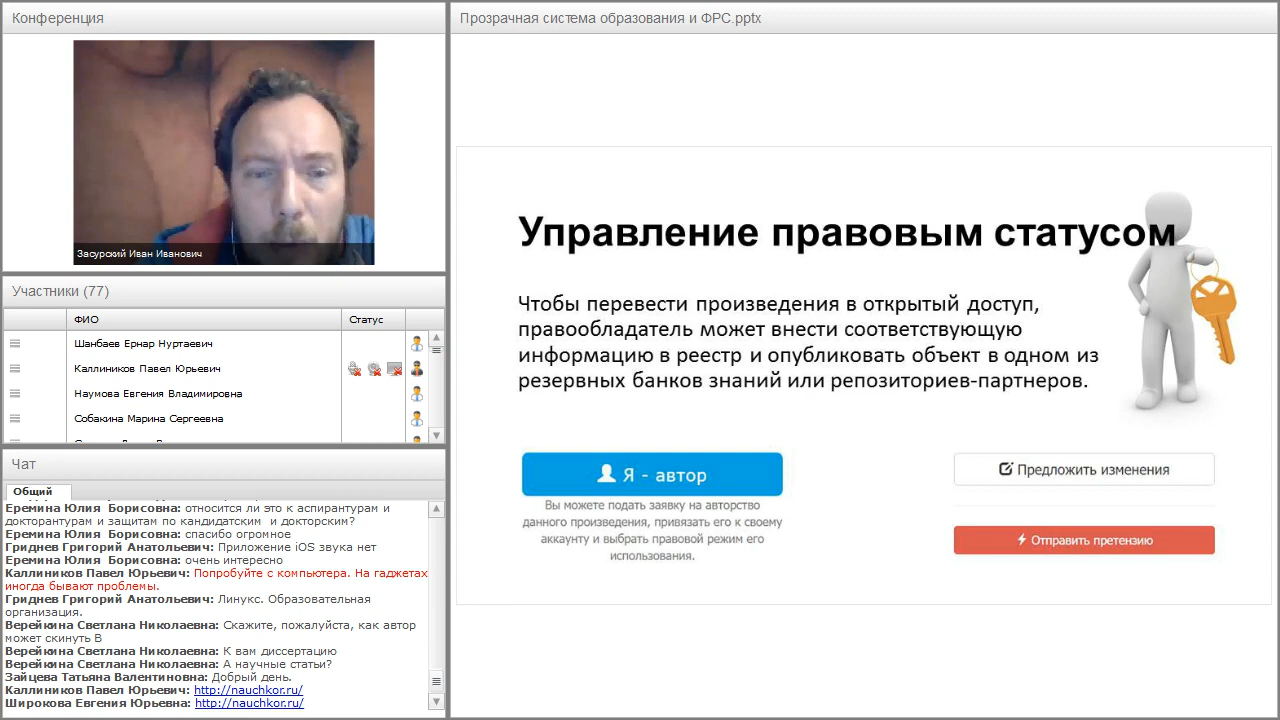 Конференция
Засурский Иван Иванович
Участники (77)
ФИО
Статус
Шанбаев Ернар Нуртаевич
Каллиников Павел Юрьевич
Наумова Евгения Владимировна
Собакина Марина Сергеевна
Чат
Общий
Еремина Юлия Борисовна: относится ли это к аспирантурам и
докторантурам и защитам по кандидатским и докторским?
Еремина Юлия Борисовна: спасибо огромное
Гриднев Григорий Анатольевич: Приложение iOS звука нет
Еремина Юлия Борисовна: очень интересно
Каллиников Павел Юрьевич: Попробуйте с компьютера. На гаджетах
иногда бывают проблемы.
Гриднев Григорий Анатольевич: Линукс. Образовательная
организация.
Верейкина Светлана Николаевна: Скажите, пожалуйста, как автор
может скинуть В
Верейкина Светлана Николаевна: К вам диссертацию
Верейкина Светлана Николаевна: А научные статьи?
Зайцева Татьяна Валентиновна: Добрый день.
Каллиников Павел Юрьевич: http://nauchkor.ru/
Широкова Евгения Юрьевна: http://nauchkor.ru/
Прозрачная система образования и ФРС.pptx
Управление правовым статусом
Чтобы перевести произведения в открытый доступ,
правообладатель может внести соответствующую
информацию в реестр и опубликовать объект в одном из
резервных банков знаний или репозиториев-партнеров.
Я - автор
Вы можете подать заявку на авторство
данного произведения, привязать его к своему
аккаунту и выбрать правовой режим его
использования.
Предложить изменения
Отправить претензию